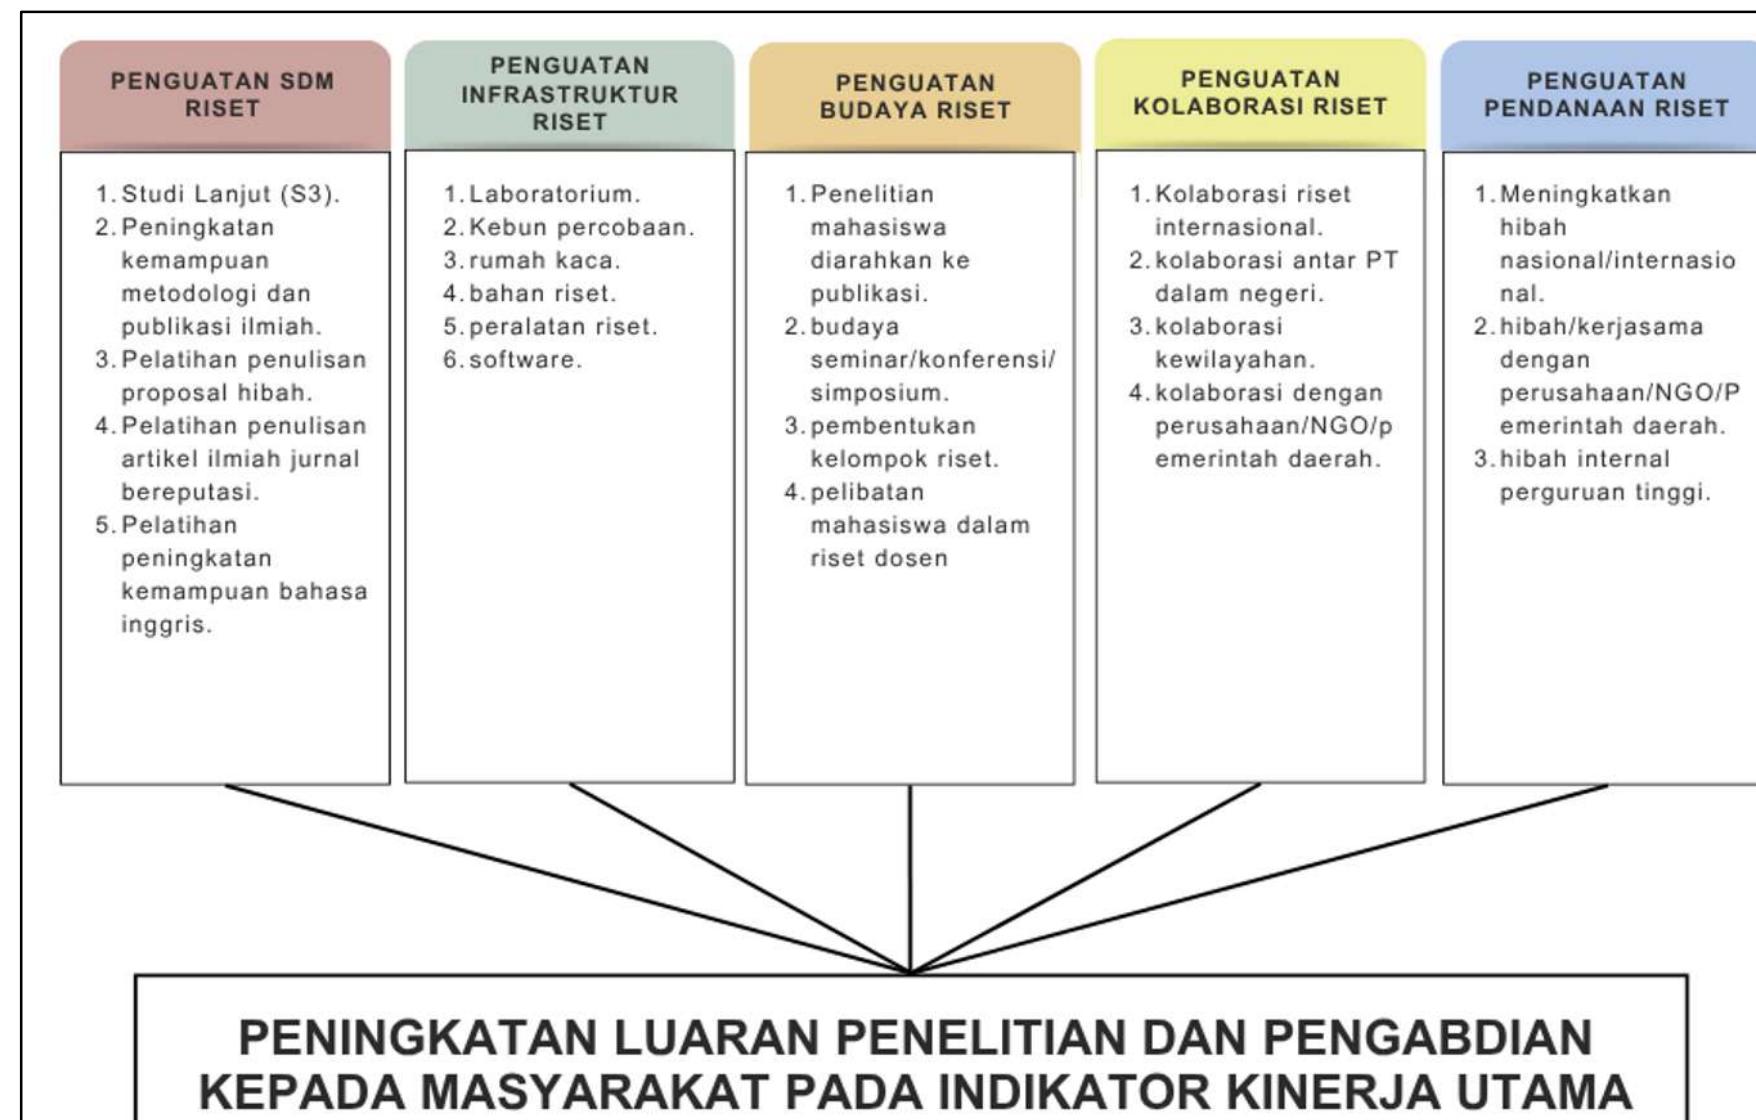 PENGUATAN SDM
RISET
1. Studi Lanjut (S3).
2. Peningkatan
kemampuan
metodologi dan
publikasi ilmiah.
3. Pelatihan penulisan
proposal hibah.
4. Pelatihan penulisan
artikel ilmiah jurnal
bereputasi.
5. Pelatihan
peningkatan
kemampuan bahasa
inggris.
PENGUATAN
INFRASTRUKTUR
RISET
1. Laboratorium.
2. Kebun percobaan.
3. rumah kaca.
4. bahan riset.
5. peralatan riset.
6. software.
PENGUATAN
BUDAYA RISET
1. Penelitian
mahasiswa
diarahkan ke
publikasi.
2. budaya
seminar/konferensi/
simposium.
3. pembentukan
kelompok riset.
4. pelibatan
mahasiswa dalam
riset dosen
PENGUATAN
KOLABORASI RISET
1. Kolaborasi riset
internasional.
2. kolaborasi antar PT
dalam negeri.
3. kolaborasi
kewilayahan.
4. kolaborasi dengan
perusahaan/NGO/p
emerintah daerah.
PENGUATAN
PENDANAAN RISET
1. Meningkatkan
hibah
nasional/internasio
nal.
2. hibah/kerjasama
dengan
perusahaan/NGO/P
emerintah daerah.
3. hibah internal
perguruan tinggi.
PENINGKATAN LUARAN PENELITIAN DAN PENGABDIAN
KEPADA MASYARAKAT PADA INDIKATOR KINERJA UTAMA